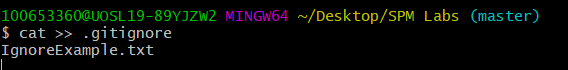 100653360@UOSL19-89YJZW2 MINGW64 ~/Desktop/SPM Labs (master)
$ cat >> .gitignore
IgnoreExample.txt